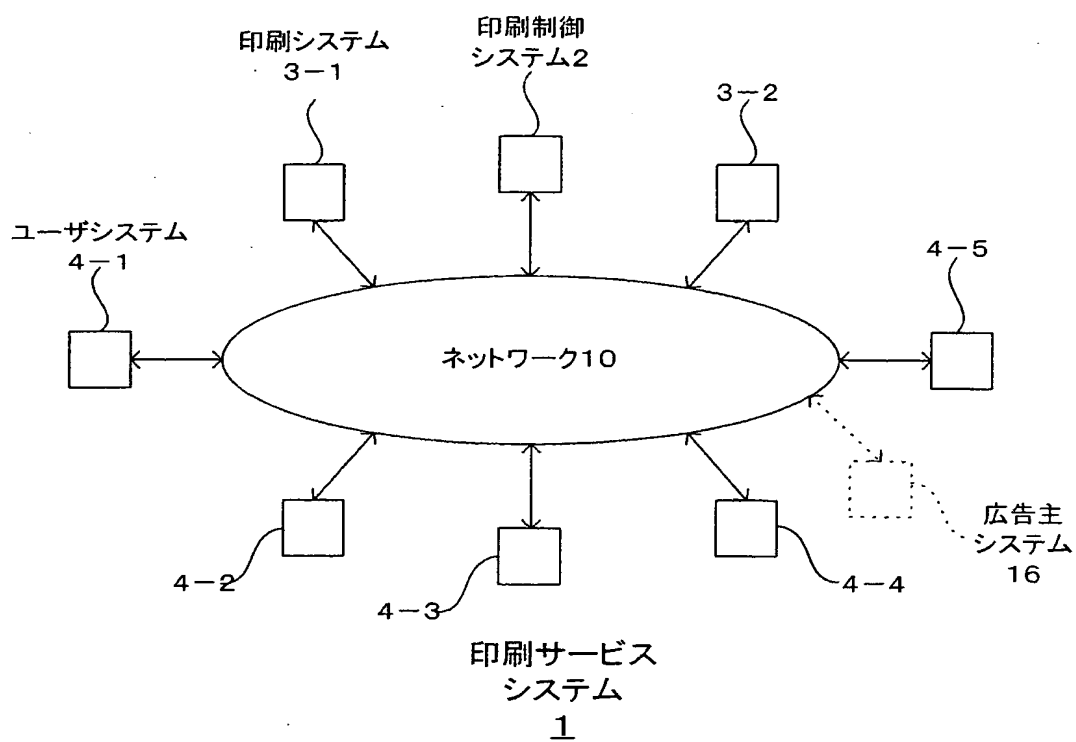 印刷システム
3-1
印刷制御
システム2
3-2
ユーザシステム
4-1
4-5
ネットワーク10
4-2
4-3
4-4
広告主
システム
16
印刷サービス
システム
1